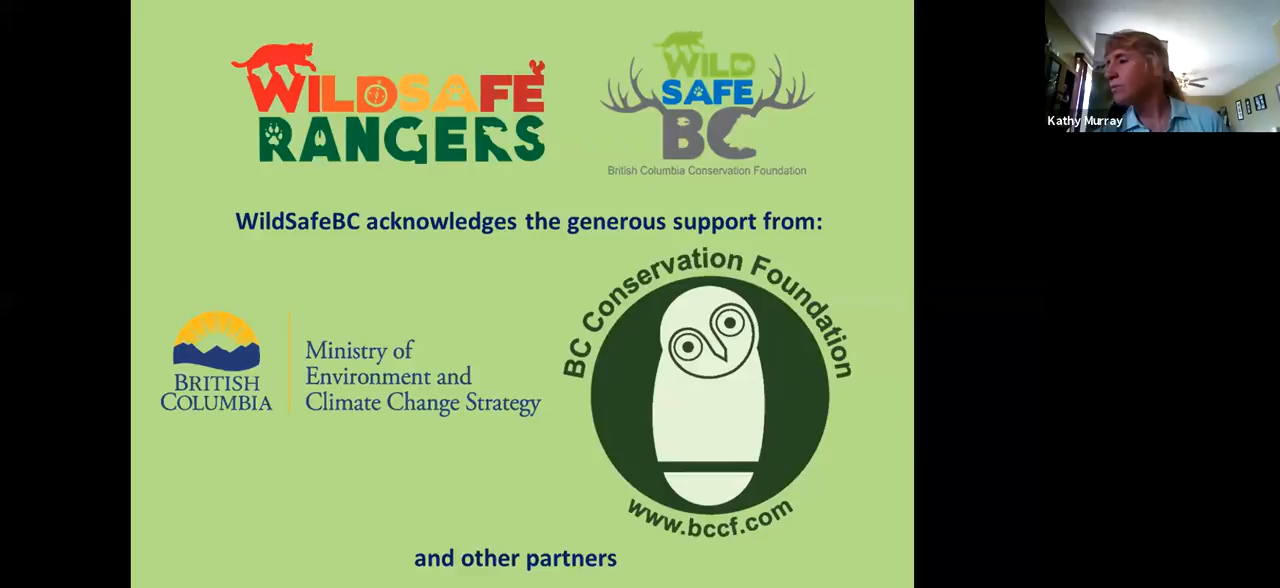 WILDSAFE
RANGERS
WILD
SAFE
BC
British Columbia Conservation Foundation
Kathy Murray
WildSafeBC acknowledges the generous support from:
BRITISH
COLUMBIA
Ministry of
Environment and
Climate Change Strategy
BC Conservation Foundation
www.bccf.com
and other partners